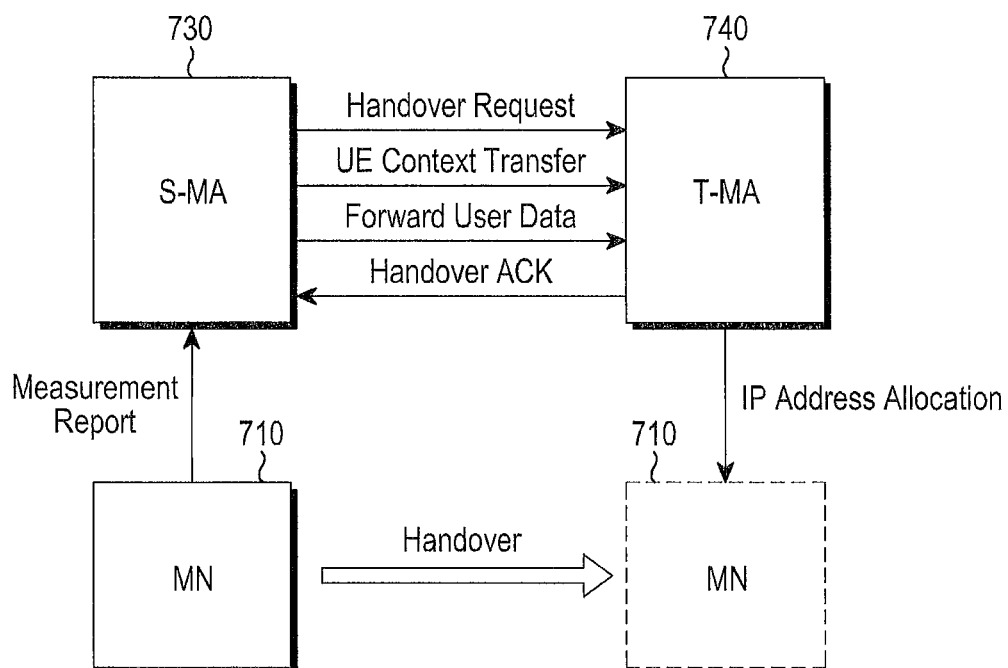 730
740
S-MA
Handover Request
UE Context Transfer
Forward User Data
Handover ACK
T-MA
Measurement
Report
IP Address Allocation
710
710
MN
Handover
MN